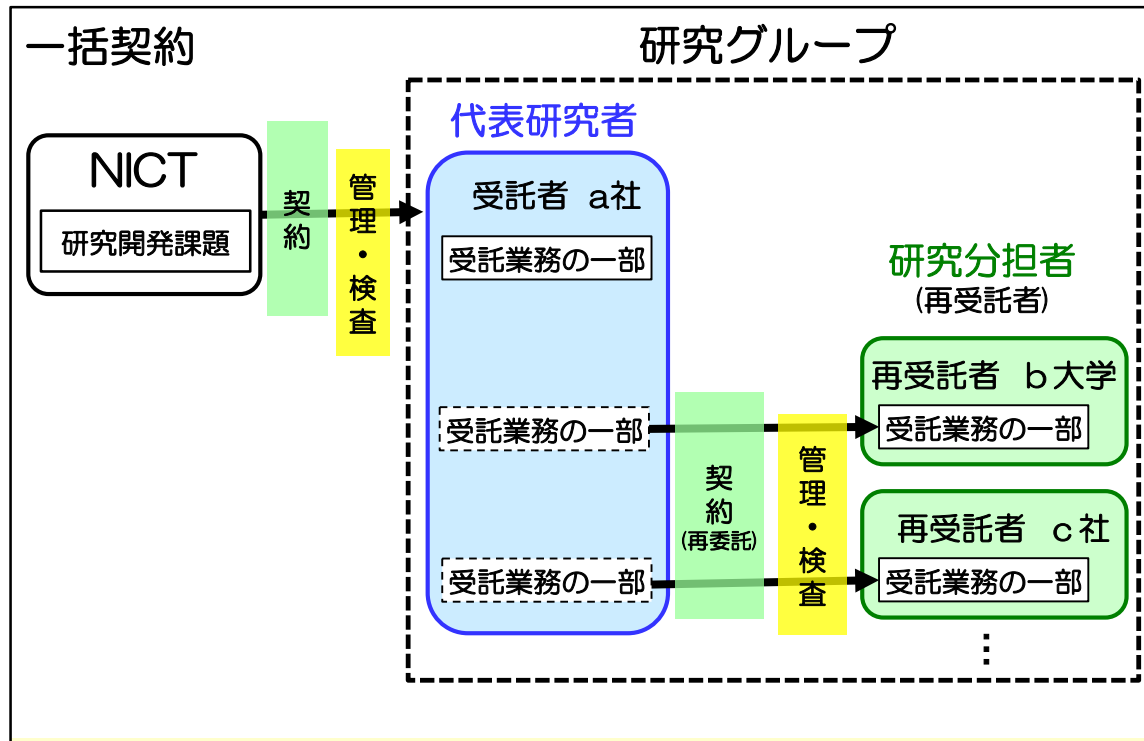 一括契約
研究グループ
代表研究者
NICT
研究開発課題
契約
管理・検査
受託者 a社
受託業務の一部
受託業務の一部
受託業務の一部
契約
(再委託)
管理・検査
研究分担者
(再受託者)
再受託者 b大学
受託業務の一部
再受託者 c社
受託業務の一部
⋮